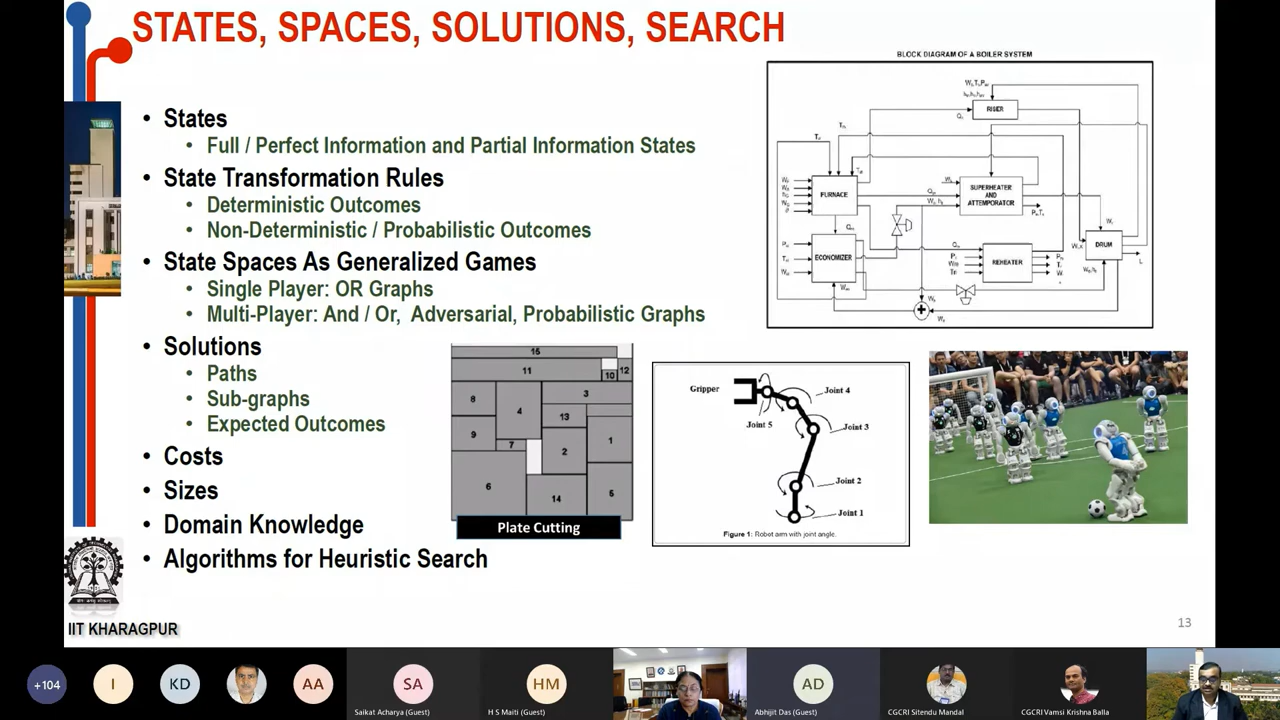 STATES, SPACES, SOLUTIONS, SEARCH
• States
• Full / Perfect Information and Partial Information States
• State Transformation Rules
• Deterministic Outcomes
• Non-Deterministic / Probabilistic Outcomes
• State Spaces As Generalized Games
• Single Player: OR Graphs
• Multi-Player: And / Or, Adversarial, Probabilistic Graphs
• Solutions
• Paths
• Sub-graphs
• Expected Outcomes
• Costs
• Sizes
• Domain Knowledge
• Algorithms for Heuristic Search
BLOCK DIAGRAM OF A BOILER SYSTEM
RISER
FURNACE
SUPERHEATER
AND
ATTEMPORATOR
ECONOMIZER
REHEATER
DRUM
L
15
11
10
12
8
4
3
13
9
7
2
1
6
14
5
Plate Cutting
Gripper
Joint 4
Joint 5
Joint 3
Joint 2
Joint 1
Figure 1: Robot arm with joint angle.
IIT KHARAGPUR
13
+104
I
KD
AA
SA
Saikat Acharya (Guest)
HM
H S Maiti (Guest)
AD
Abhijit Das (Guest)
CGCRI Sitendu Mandal
CGCRI Vamsi Krishna Balla